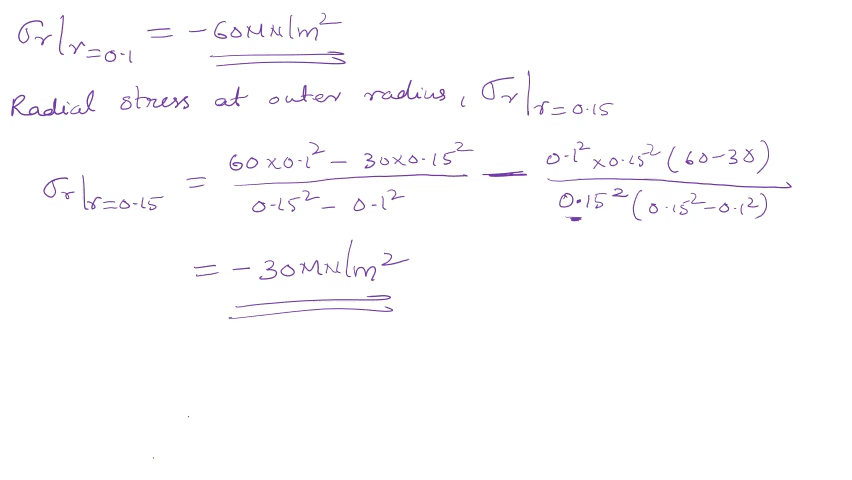 σr|r=0.1 = -60MN/m²
Radial stress at outer radius, σr|r=0.15
σr|r=0.15 = (60×0.1² - 30×0.15²)/(0.15² - 0.1²) - (0.1²×0.15²(60-30))/(0.15²(0.15²-0.1²))
= -30MN/m²